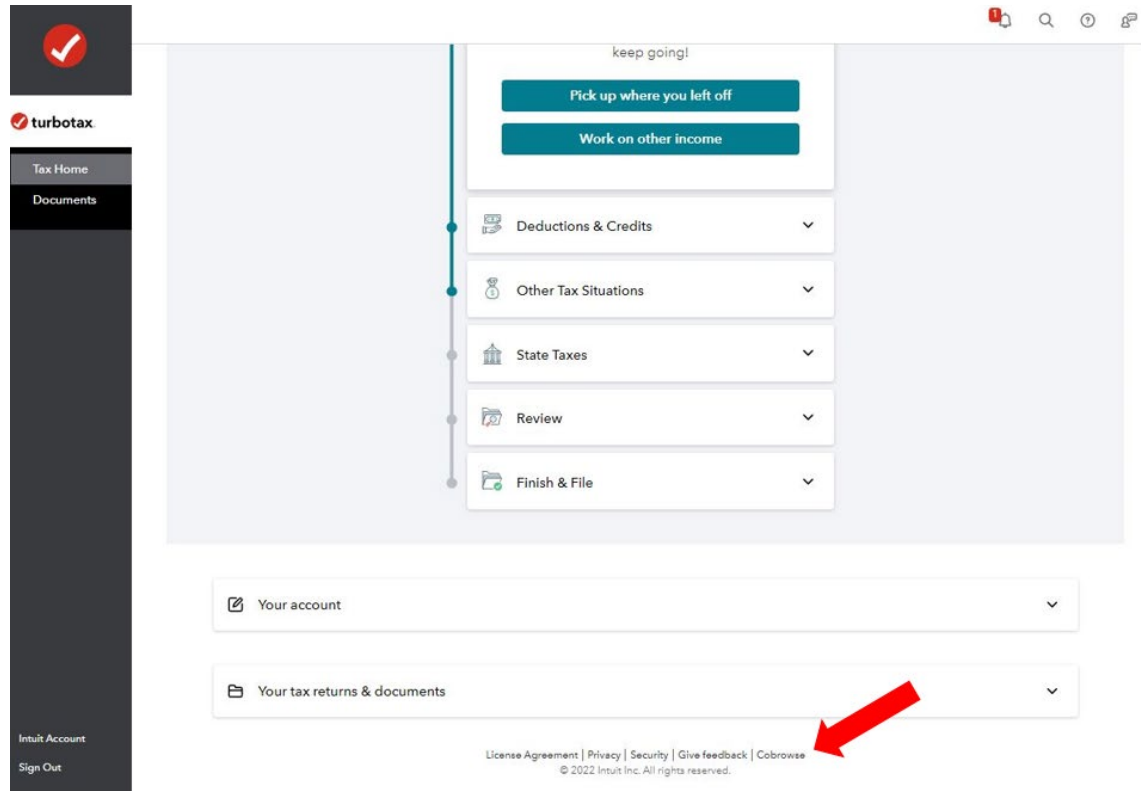 1
keep going!
Pick up where you left off
Work on other income
turbotax
Tax Home
Documents
Deductions & Credits
Other Tax Situations
State Taxes
Review
Finish & File
Your account
Your tax returns & documents
Intuit Account
Sign Out
License Agreement | Privacy | Security | Give feedback | Cobrowse
© 2022 Intuit Inc. All rights reserved.